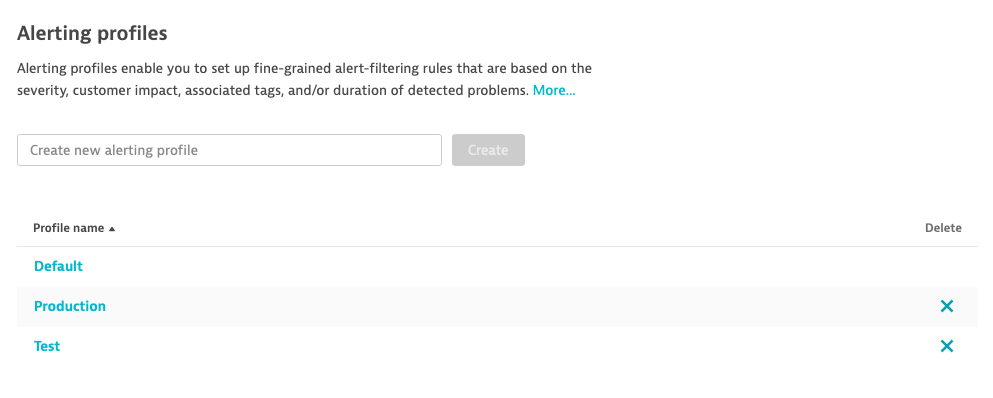 Alerting profiles
Alerting profiles enable you to set up fine-grained alert-filtering rules that are based on the
severity, customer impact, associated tags, and/or duration of detected problems. More...
Create new alerting profile
Create
Profile name ▲
Delete
Default
Production
Test